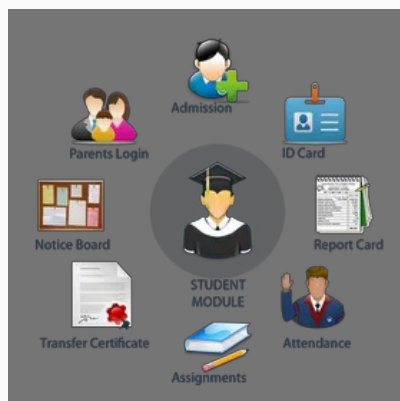 Admission
Parents Login
ID Card
Notice Board
Report Card
STUDENT
MODULE
Transfer Certificate
Attendance
Assignments